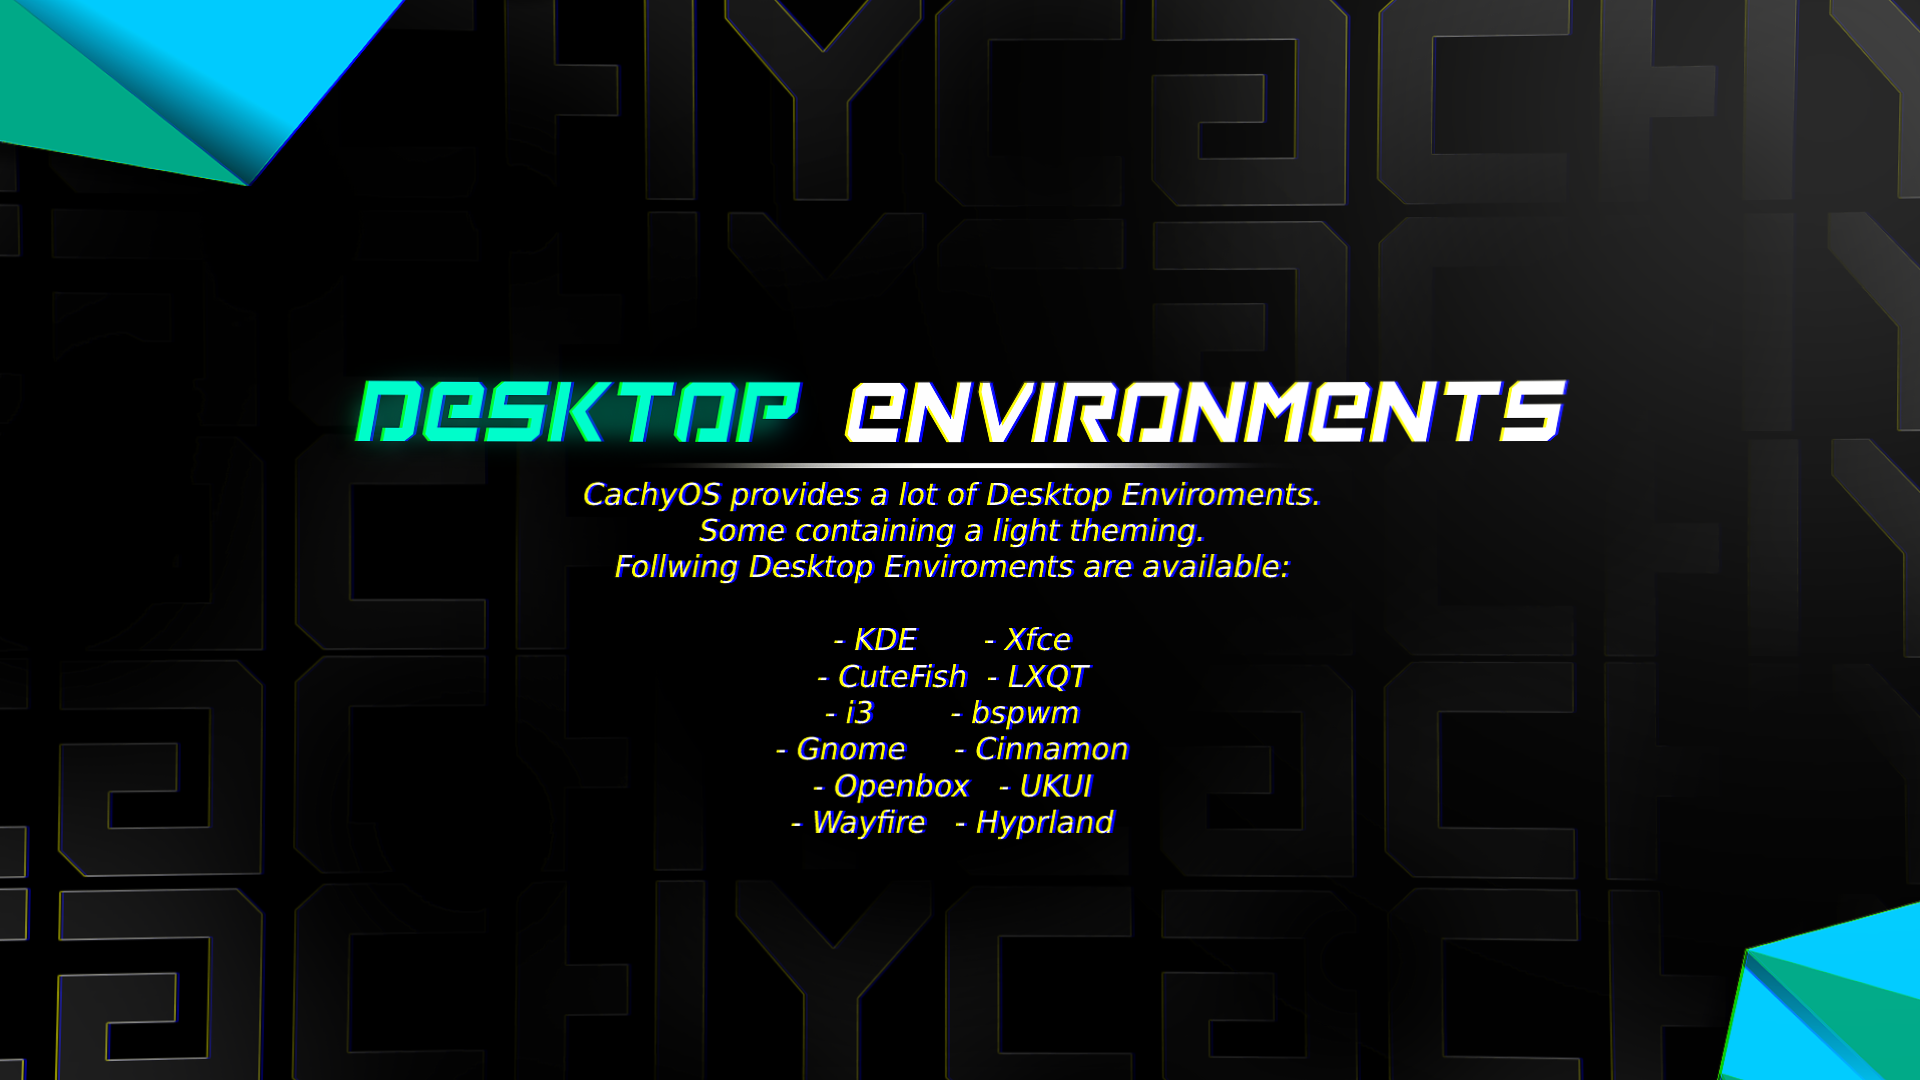 DESKTOP ENVIRONMENTS
CachyOS provides a lot of Desktop Enviroments.
Some containing a light theming.
Follwing Desktop Enviroments are available:
- KDE - Xfce
- CuteFish - LXQT
- i3 - bspwm
- Gnome - Cinnamon
- Openbox - UKUI
- Wayfire - Hyprland